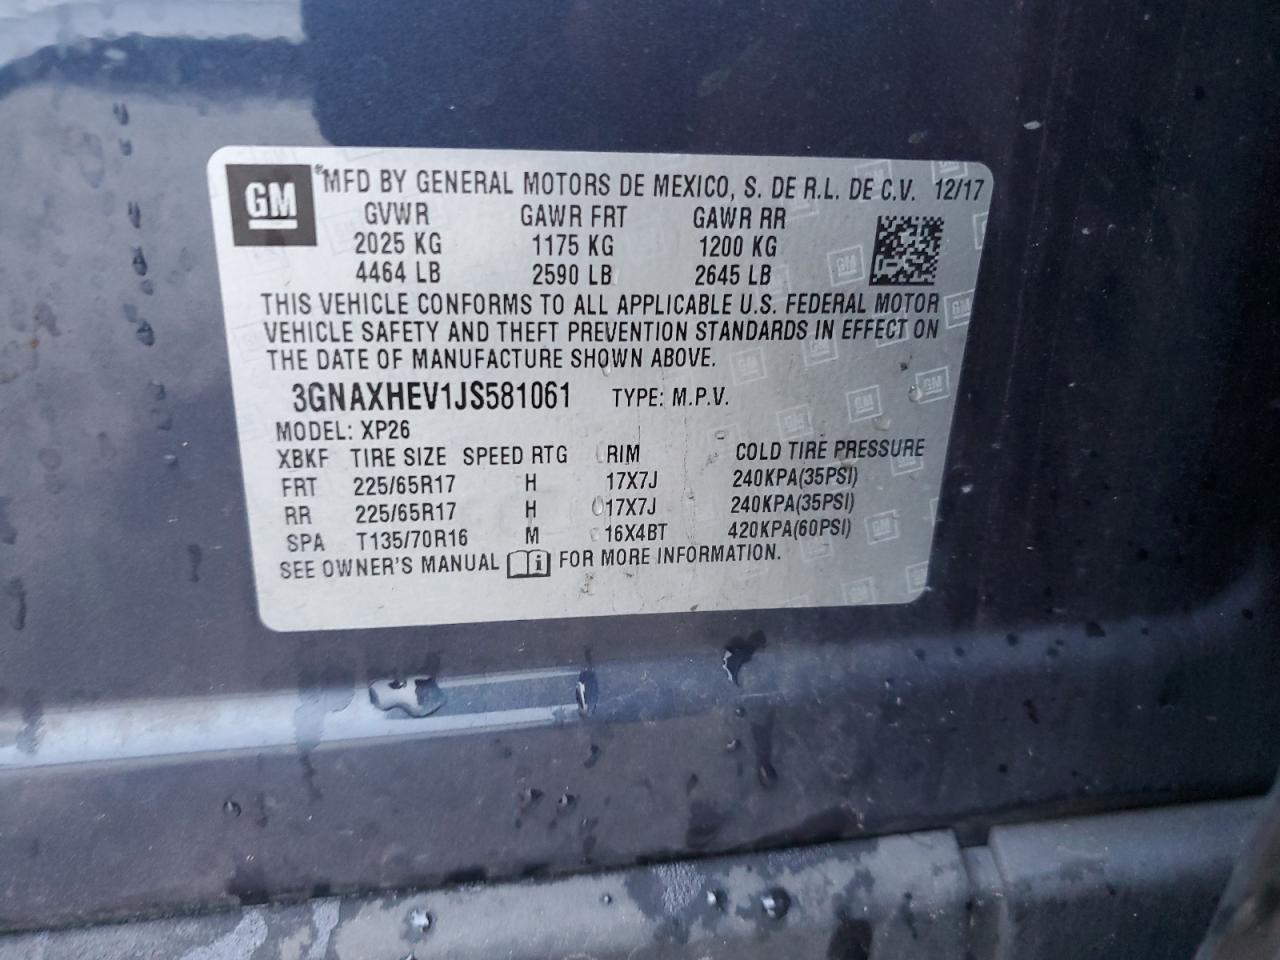 GM
MFD BY GENERAL MOTORS DE MEXICO, S. DE R.L. DE C.V. 12/17
GVWR GAWR FRT GAWR RR
2025 KG 1175 KG 1200 KG
4464 LB 2590 LB 2645 LB
THIS VEHICLE CONFORMS TO ALL APPLICABLE U.S. FEDERAL MOTOR
VEHICLE SAFETY AND THEFT PREVENTION STANDARDS IN EFFECT ON
THE DATE OF MANUFACTURE SHOWN ABOVE.
3GNAXHEV1JS581061 TYPE: M.P.V.
MODEL: XP26
XBKF TIRE SIZE SPEED RTG RIM COLD TIRE PRESSURE
FRT 225/65R17 H 17X7J 240KPA(35PSI)
RR 225/65R17 H 17X7J 240KPA(35PSI)
SPA T135/70R16 M 16X4BT 420KPA(60PSI)
SEE OWNER'S MANUAL FOR MORE INFORMATION.